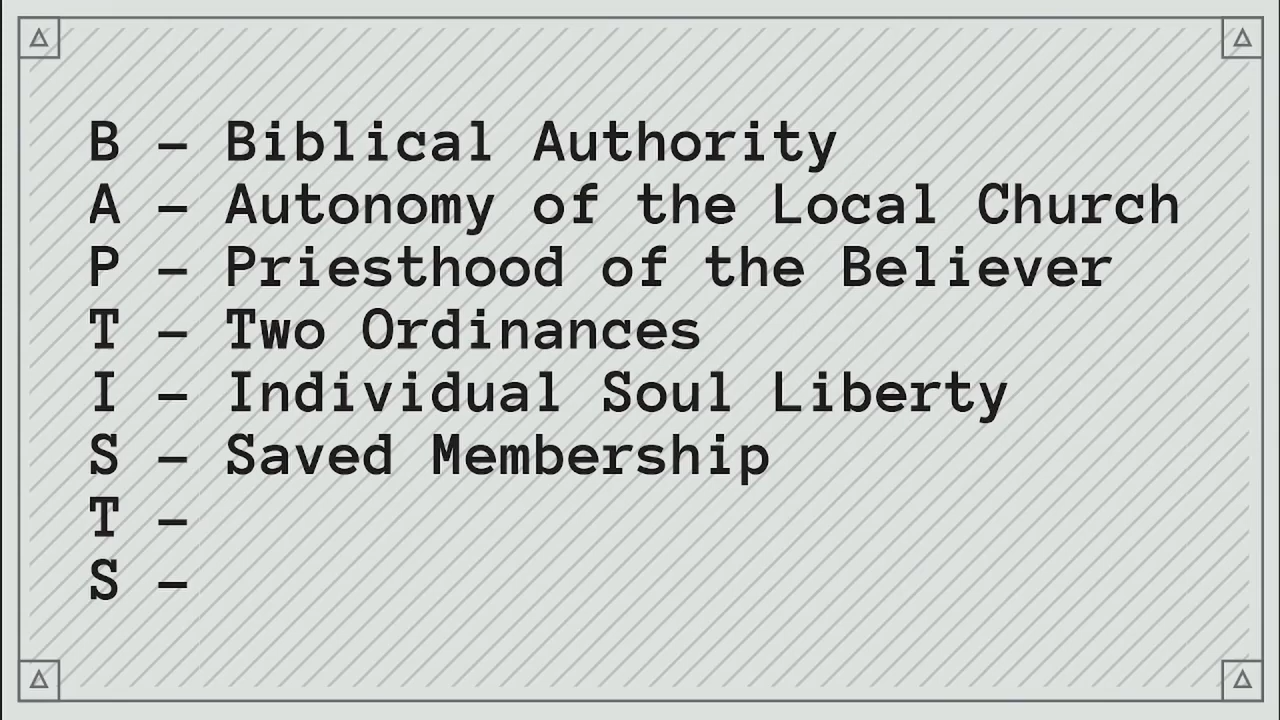 B – Biblical Authority
A – Autonomy of the Local Church
P – Priesthood of the Believer
T – Two Ordinances
I – Individual Soul Liberty
S – Saved Membership
T –
S –